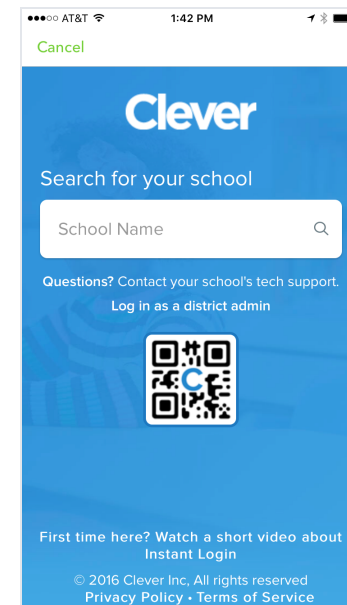 AT&T 1:42 PM
Cancel
Clever
Search for your school
School Name
Questions? Contact your school's tech support.
Log in as a district admin
C
First time here? Watch a short video about
Instant Login
© 2016 Clever Inc, All rights reserved
Privacy Policy • Terms of Service